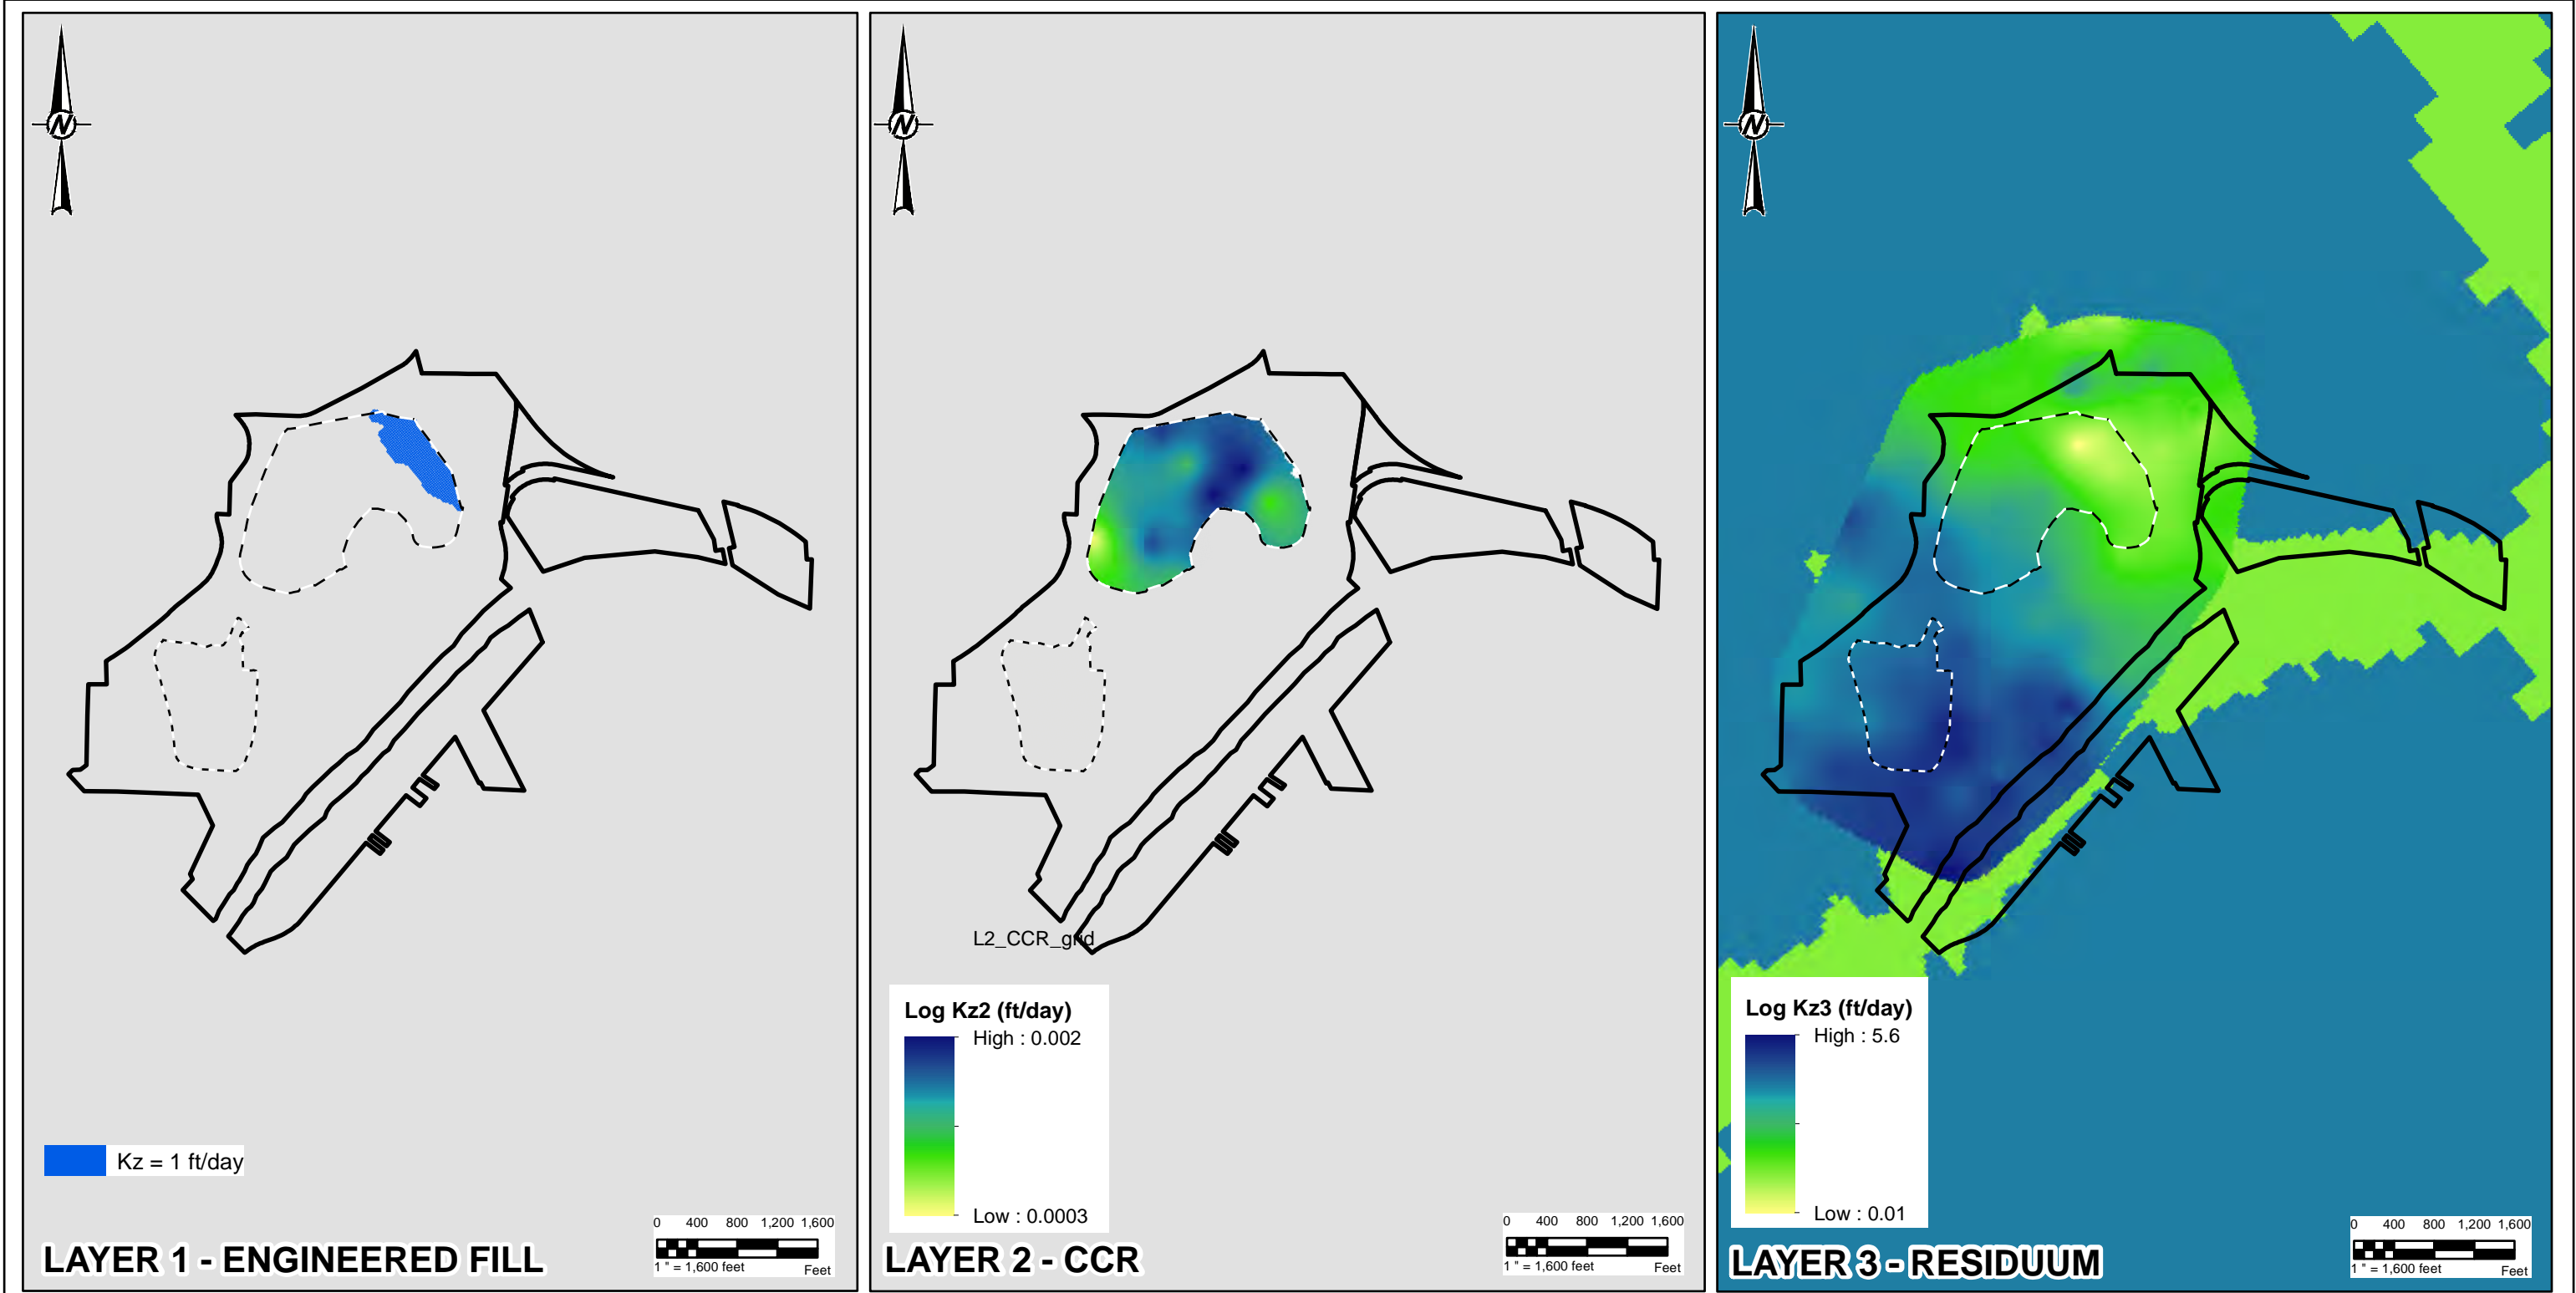 N
Kz = 1 ft/day
0 400 800 1,200 1,600
1 " = 1,600 feet Feet
LAYER 1 - ENGINEERED FILL
N
L2_CCR_grid
Log Kz2 (ft/day)
High : 0.002
Low : 0.0003
0 400 800 1,200 1,600
1 " = 1,600 feet Feet
LAYER 2 - CCR
N
Log Kz3 (ft/day)
High : 5.6
Low : 0.01
0 400 800 1,200 1,600
1 " = 1,600 feet Feet
LAYER 3 - RESIDUUM